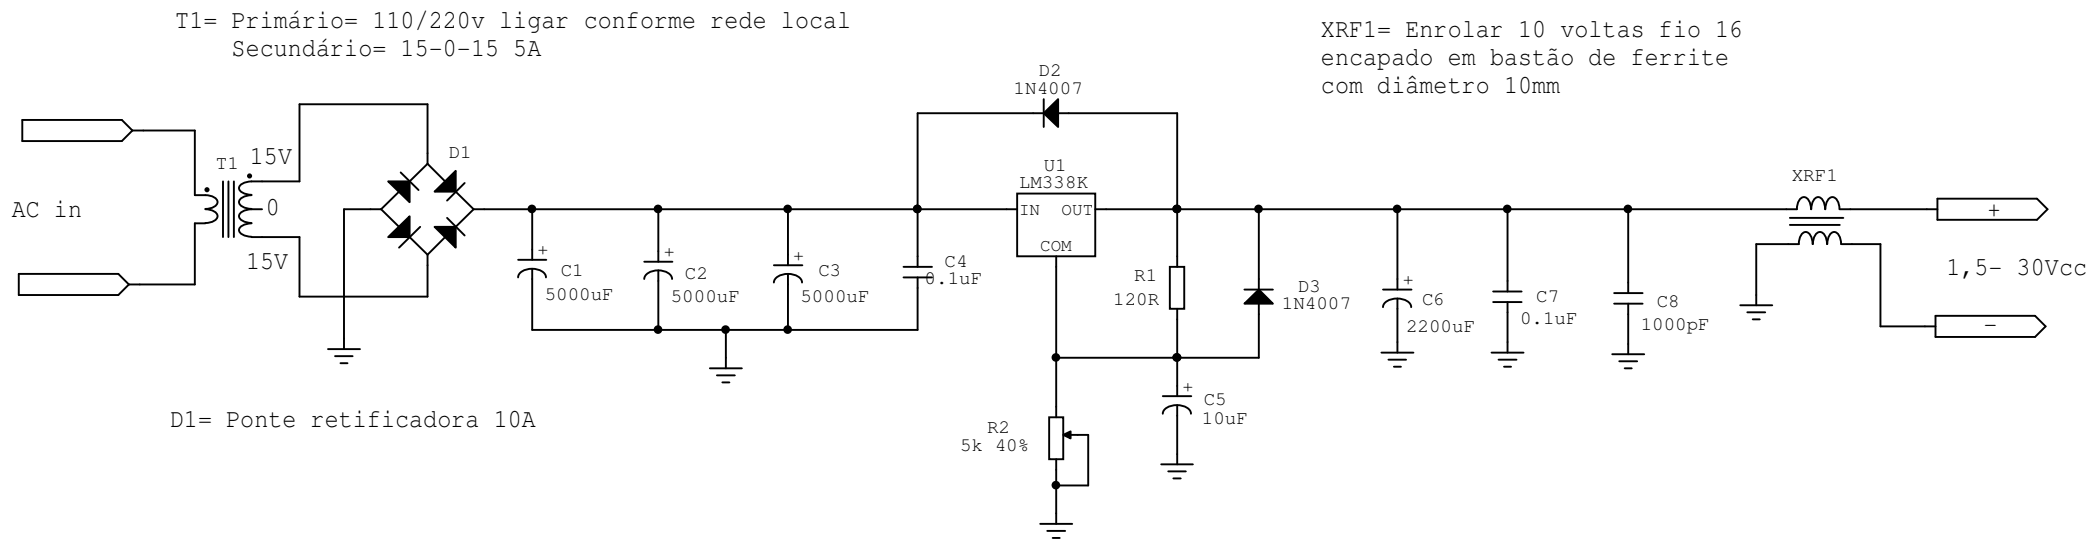 T1= Primário= 110/220v ligar conforme rede local
Secundário= 15-0-15 5A
XRF1= Enrolar 10 voltas fio 16
encapado em bastão de ferrite
com diâmetro 10mm
D2
1N4007
T1
15V
D1
U1
LM338K
XRF1
AC in
0
IN
OUT
+
COM
15V
+
C1
5000uF
+
C2
5000uF
+
C3
5000uF
C4
0.1uF
R1
120R
D3
1N4007
+
C6
2200uF
C7
0.1uF
C8
1000pF
1,5- 30Vcc
-
D1= Ponte retificadora 10A
R2
5k 40%
+
C5
10uF